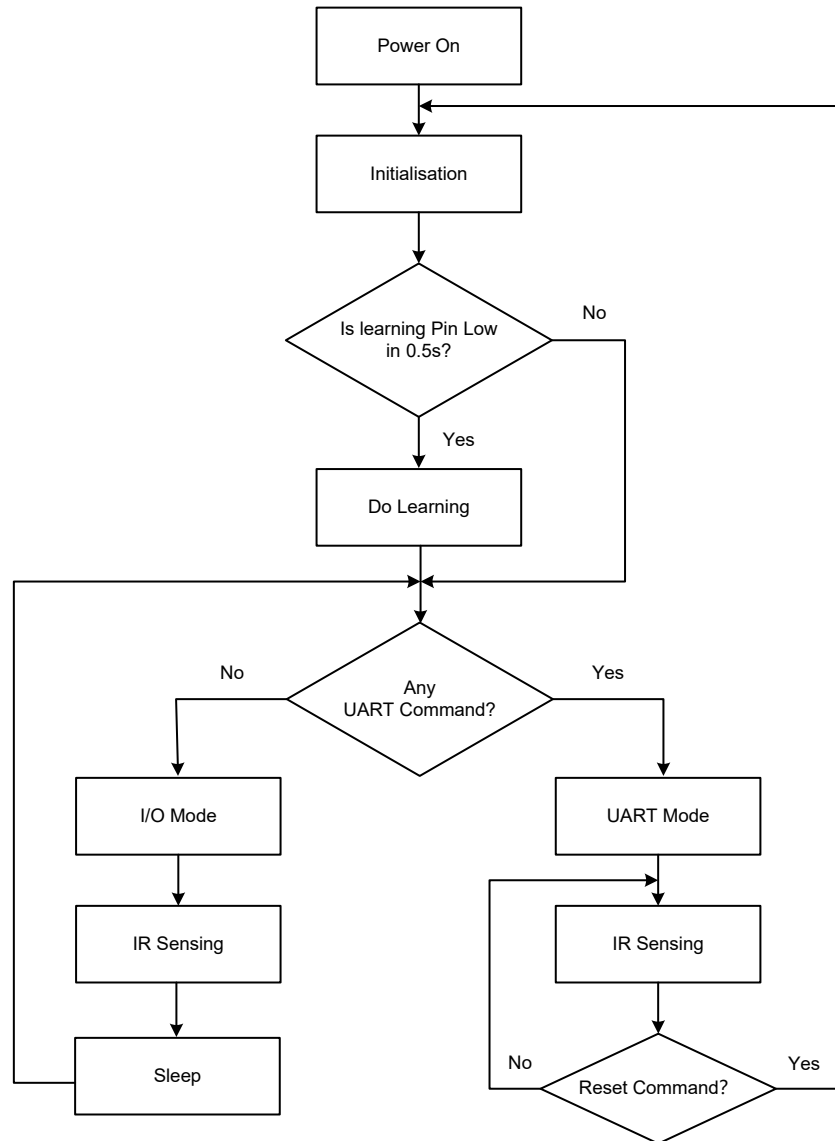 Power On
Initialisation
Is learning Pin Low
in 0.5s?
No
Yes
Do Learning
No
Any
UART Command?
Yes
I/O Mode
UART Mode
IR Sensing
IR Sensing
Sleep
No
Reset Command?
Yes